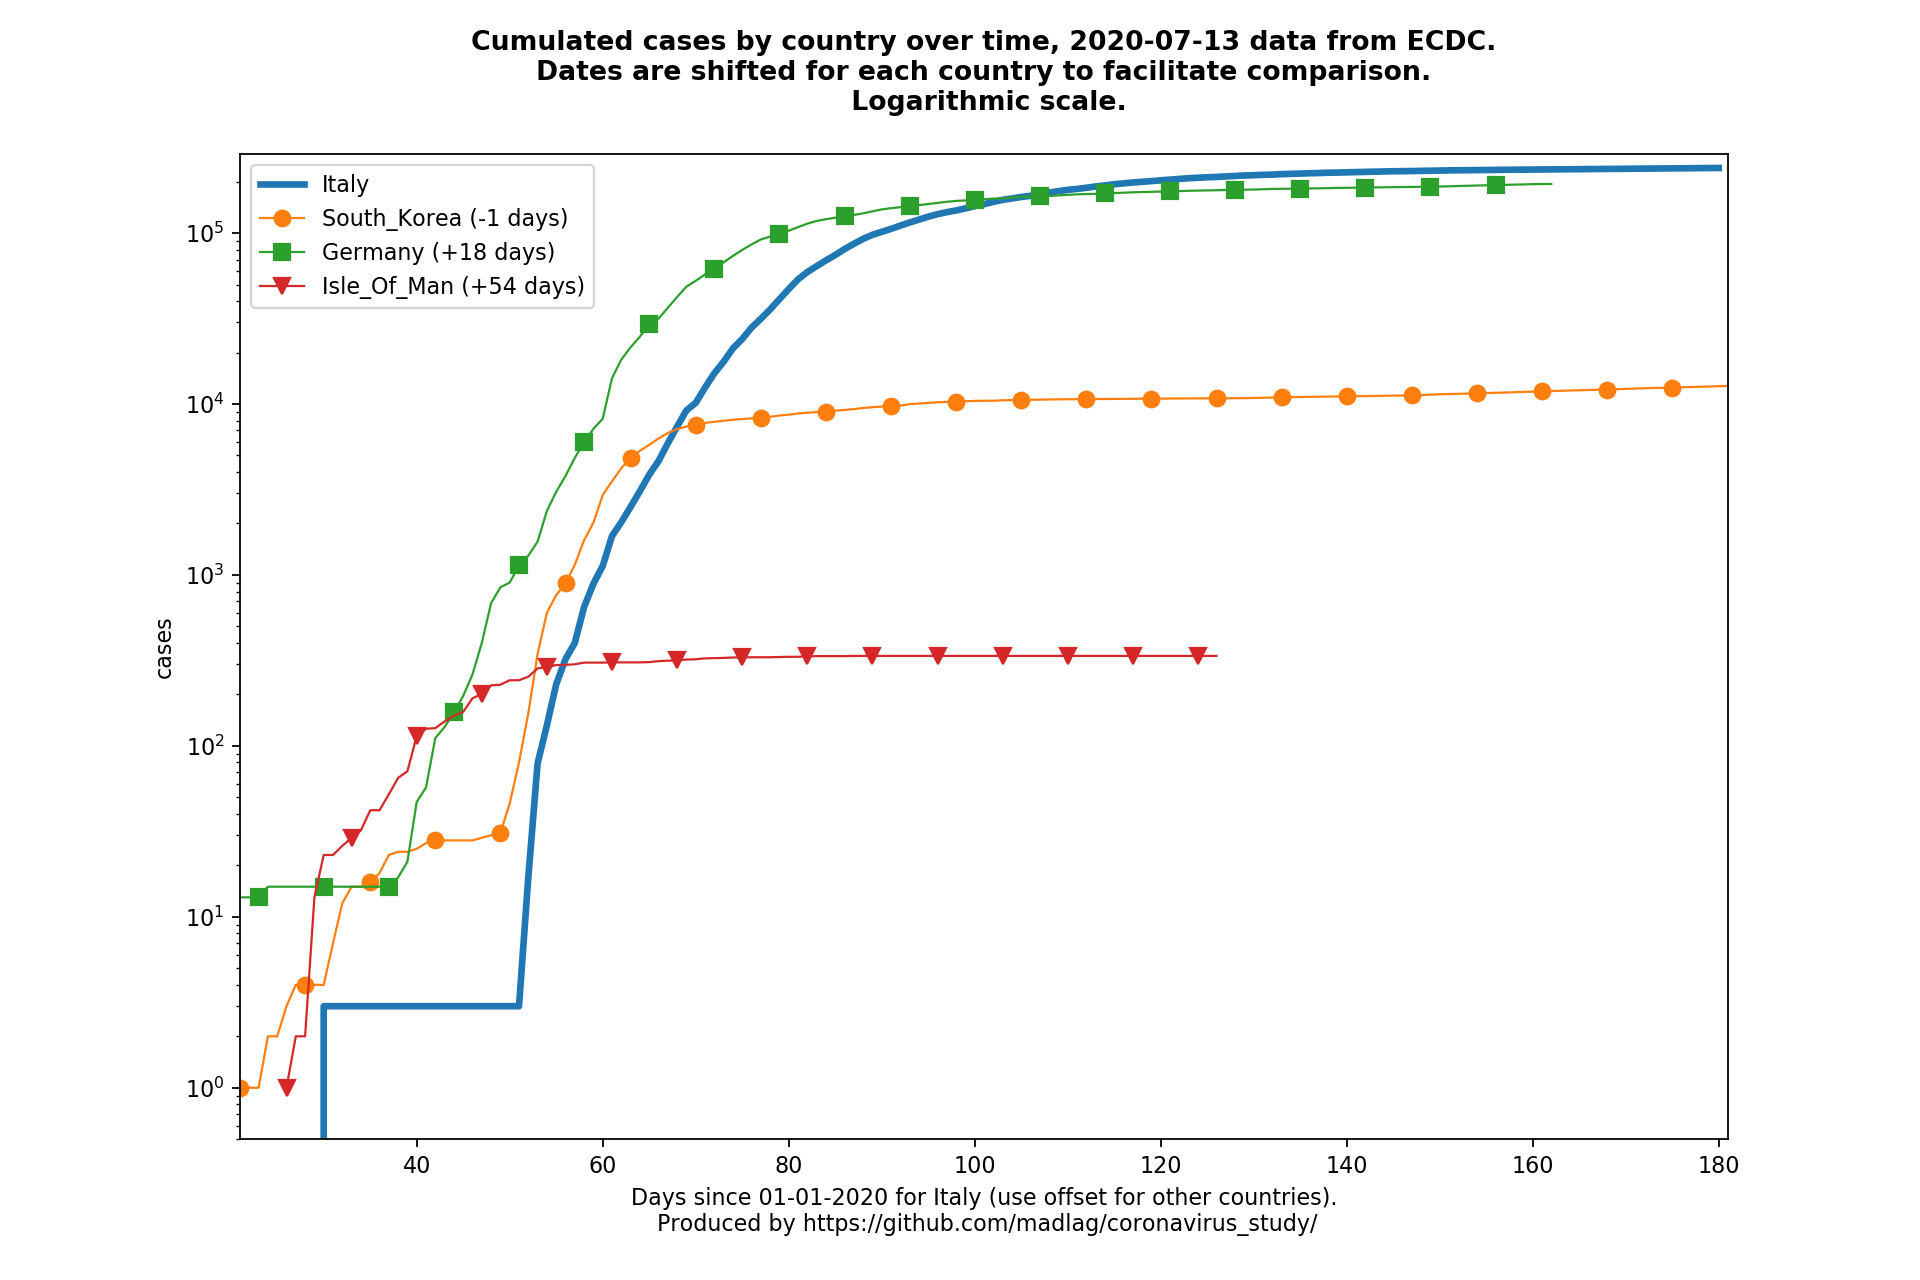 Cumulated cases by country over time, 2020-07-13 data from ECDC.
Dates are shifted for each country to facilitate comparison.
Logarithmic scale.
Italy
South_Korea (-1 days)
Germany (+18 days)
Isle_Of_Man (+54 days)
10^5
10^4
10^3
10^2
10^1
10^0
cases
40 60 80 100 120 140 160 180
Days since 01-01-2020 for Italy (use offset for other countries).
Produced by https://github.com/madlag/coronavirus_study/